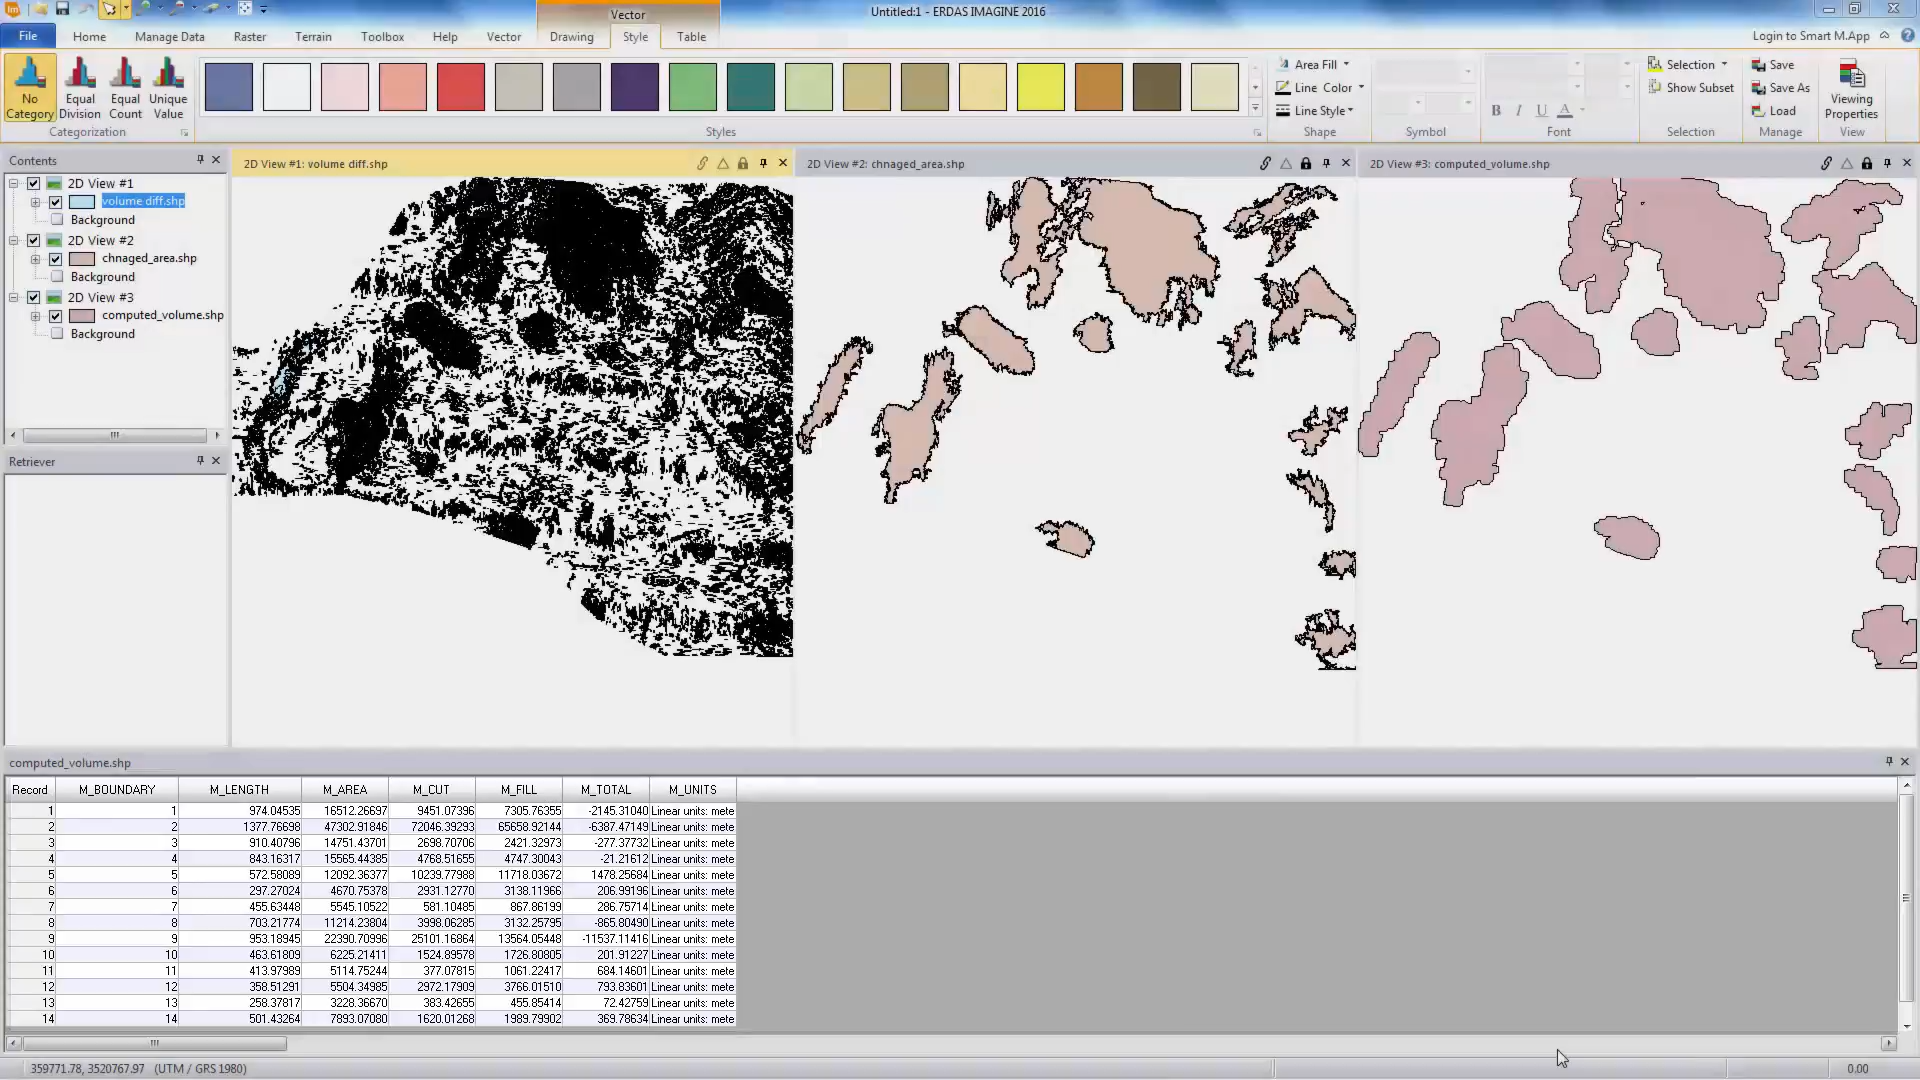 Vector
Untitled:1 - ERDAS IMAGINE 2016
File Home Manage Data Raster Terrain Toolbox Help Vector Drawing Style Table
Login to Smart M.App
No Category
Equal Division
Equal Count
Unique Value
Categorization
Styles
Area Fill
Line Color
Line Style
Shape
Symbol
B I U A
Font
Selection
Show Subset
Selection
Save
Save As
Load
Manage
Viewing Properties
View
Contents
2D View #1
volume diff.shp
Background
2D View #2
chnaged_area.shp
Background
2D View #3
computed_volume.shp
Background
Retriever
2D View #1: volume diff.shp
2D View #2: chnaged_area.shp
2D View #3: computed_volume.shp
computed_volume.shp
Record M_BOUNDARY M_LENGTH M_AREA M_CUT M_FILL M_TOTAL M_UNITS
1 1 974.04535 16512.26697 9451.07396 7305.76355 -2145.31040 Linear units: mete
2 2 1377.76698 47302.91846 72046.39293 65658.92144 -6387.47149 Linear units: mete
3 3 910.40796 14751.43701 2698.70706 2421.32973 -277.37732 Linear units: mete
4 4 843.16317 15565.44385 4768.51655 4747.30043 -21.21612 Linear units: mete
5 5 572.58089 12092.36377 10239.77988 11718.03672 1478.25684 Linear units: mete
6 6 297.27024 4670.75378 2931.12770 3138.11966 206.99196 Linear units: mete
7 7 455.63448 5545.10522 581.10485 867.86199 286.75714 Linear units: mete
8 8 703.21774 11214.23804 3998.06285 3132.25795 -865.80490 Linear units: mete
9 9 953.18945 22390.70996 25101.16864 13564.05448 -11537.11416 Linear units: mete
10 10 463.61809 6225.21411 1524.89578 1726.80805 201.91227 Linear units: mete
11 11 413.97989 5114.75244 377.07815 1061.22417 684.14601 Linear units: mete
12 12 358.51291 5504.34985 2972.17909 3766.01510 793.83601 Linear units: mete
13 13 258.37817 3228.36670 383.42655 455.85414 72.42759 Linear units: mete
14 14 501.43264 7893.07080 1620.01268 1989.79902 369.78634 Linear units: mete
359771.78, 3520767.97 (UTM / GRS 1980)
0.00